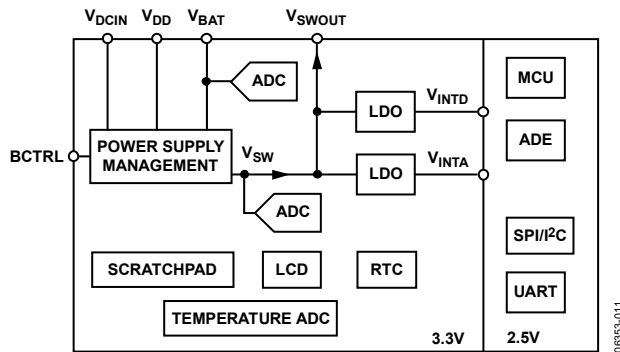 VDCIN VDD VBAT VSWOUT
ADC
MCU
LDO VINTD
BCTRL
POWER SUPPLY
MANAGEMENT
VSW
ADE
LDO VINTA
ADC
SPI/I2C
SCRATCHPAD LCD RTC
UART
TEMPERATURE ADC
3.3V 2.5V
06353-011